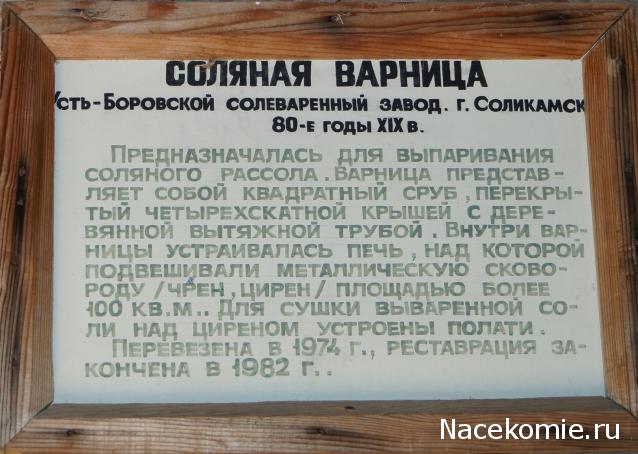 СОЛЯНАЯ ВАРНИЦА
Усть-Боровской солеваренный завод. г. Соликамск
80-е годы XIX в.
Предназначалась для выпаривания
соляного рассола. Варница представ-
ляет собой квадратный сруб, перекры-
тый четырехскатной крышей с дере-
вянной вытяжной трубой. Внутри вар-
ницы устраивалась печь, над которой
подвешивали металлическую сково-
роду /чрен, цирен/ площадью более
100 кв.м.. Для сушки вываренной со-
ли над циреном устроены полати.
Перевезена в 1974 г., реставрация за-
кончена в 1982 г..
Nacekomie.ru